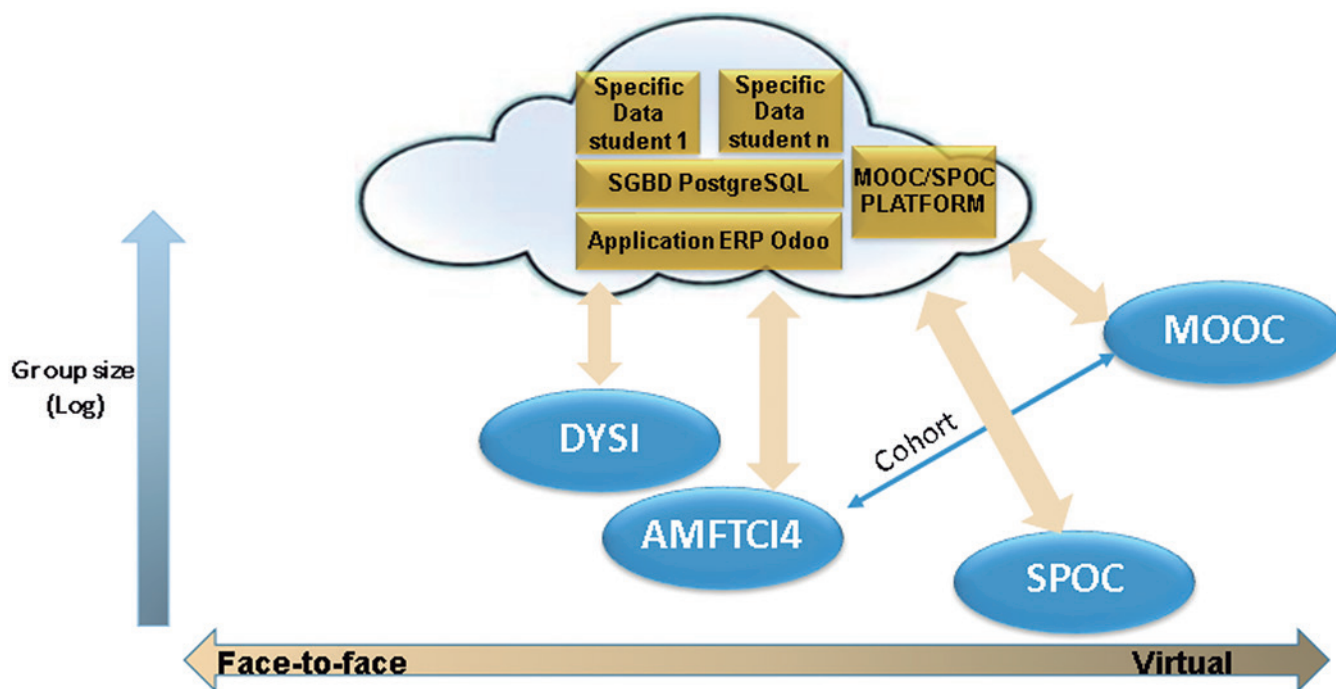 Specific
Data
student 1
Specific
Data
student n
SGBD PostgreSQL
MOOC/SPOC
PLATFORM
Application ERP Odoo
MOOC
Group size
(Log)
DYSI
Cohort
AMFTCI4
SPOC
Face-to-face
Virtual